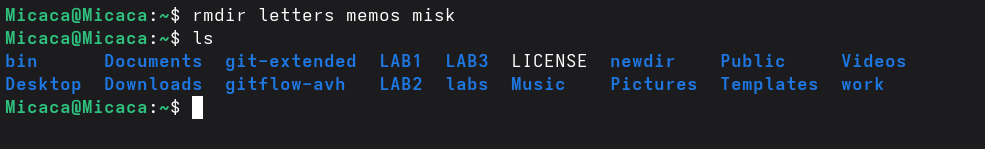 Micaca@Micaca:~$ rmdir letters memos misk
Micaca@Micaca:~$ ls
bin      Documents  git-extended  LAB1  LAB3  LICENSE  newdir    Public     Videos
Desktop  Downloads  gitflow-avh   LAB2  labs  Music    Pictures  Templates  work
Micaca@Micaca:~$